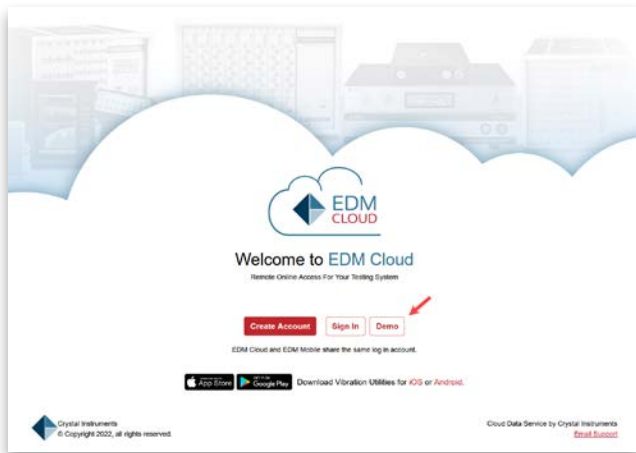 EDM
CLOUD
Welcome to EDM Cloud
Remote Online Access For Your Testing System
Create Account Sign In Demo
EDM Cloud and EDM Mobile share the same log in account.
App Store Google Play Download Vibration Utilities for iOS or Android.
Crystal Instruments
© Copyright 2022, all rights reserved.
Cloud Data Service by Crystal Instruments
Email Support